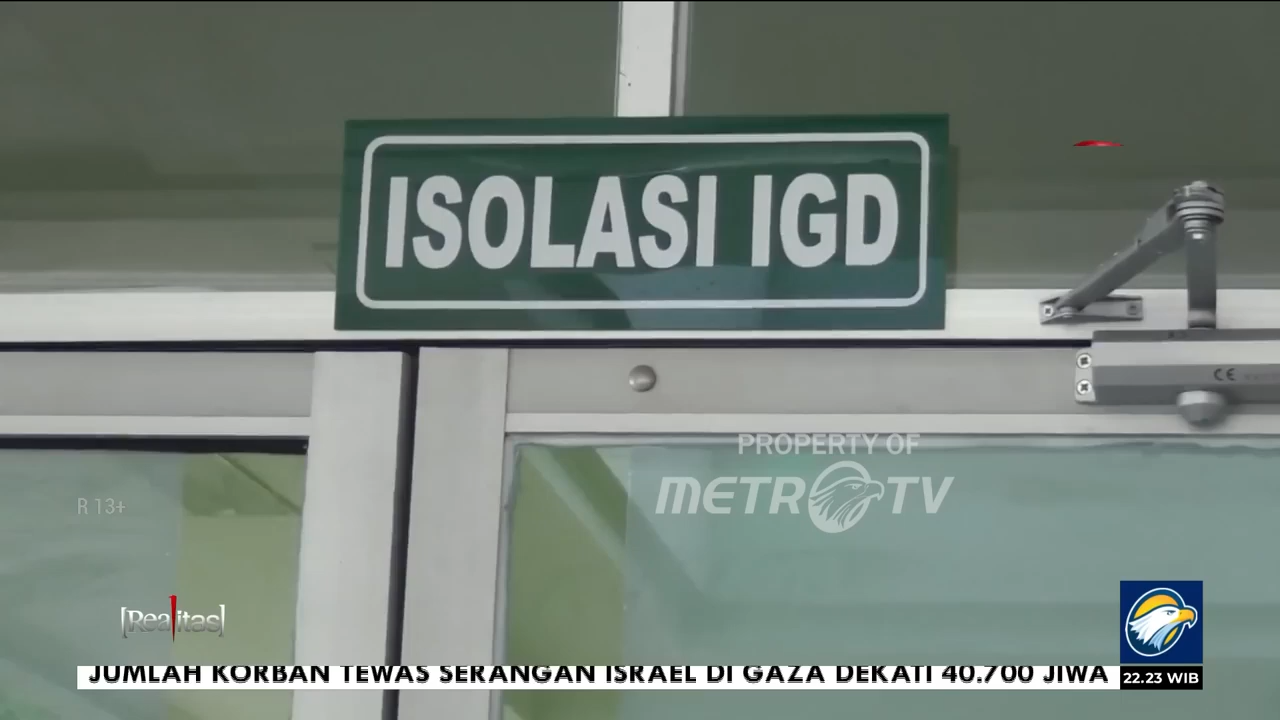 ISOLASI IGD
CE
PROPERTY OF
METRO TV
R 13+
[Realitas]
JUMLAH KORBAN TEWAS SERANGAN ISRAEL DI GAZA DEKATI 40.700 JIWA
22.23 WIB